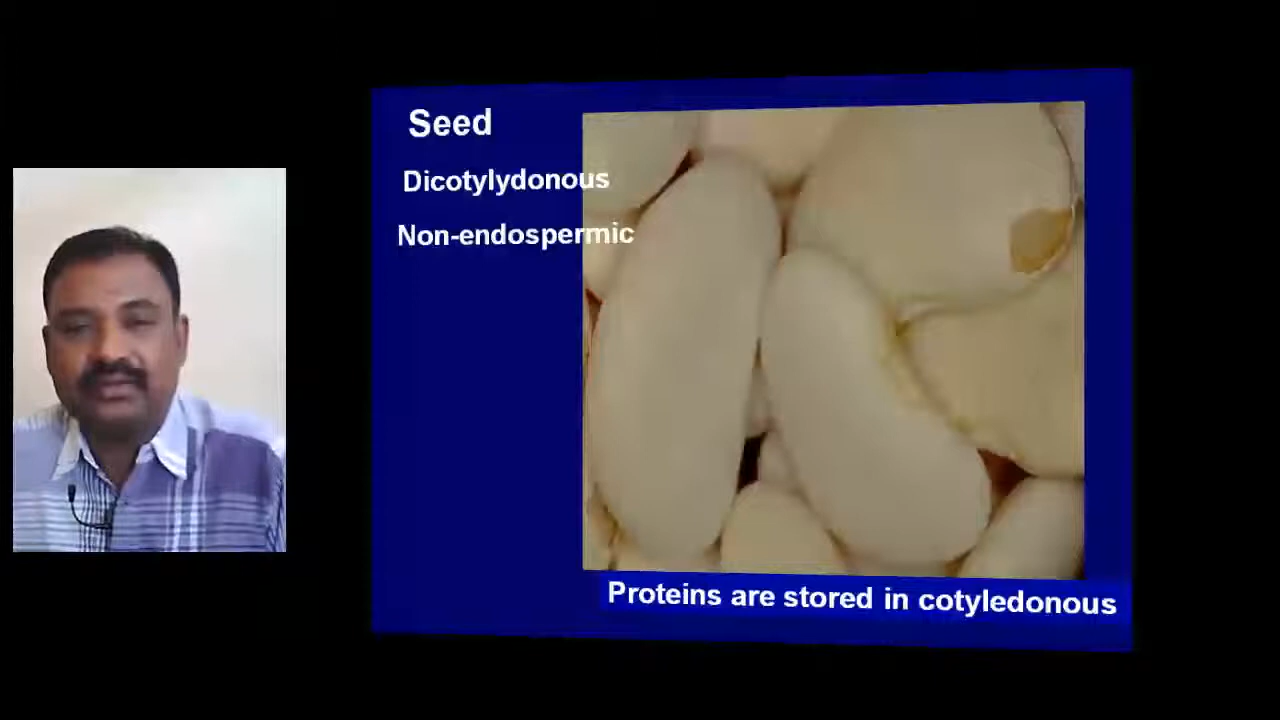 Seed
Dicotylydonous
Non-endospermic
Proteins are stored in cotyledonous